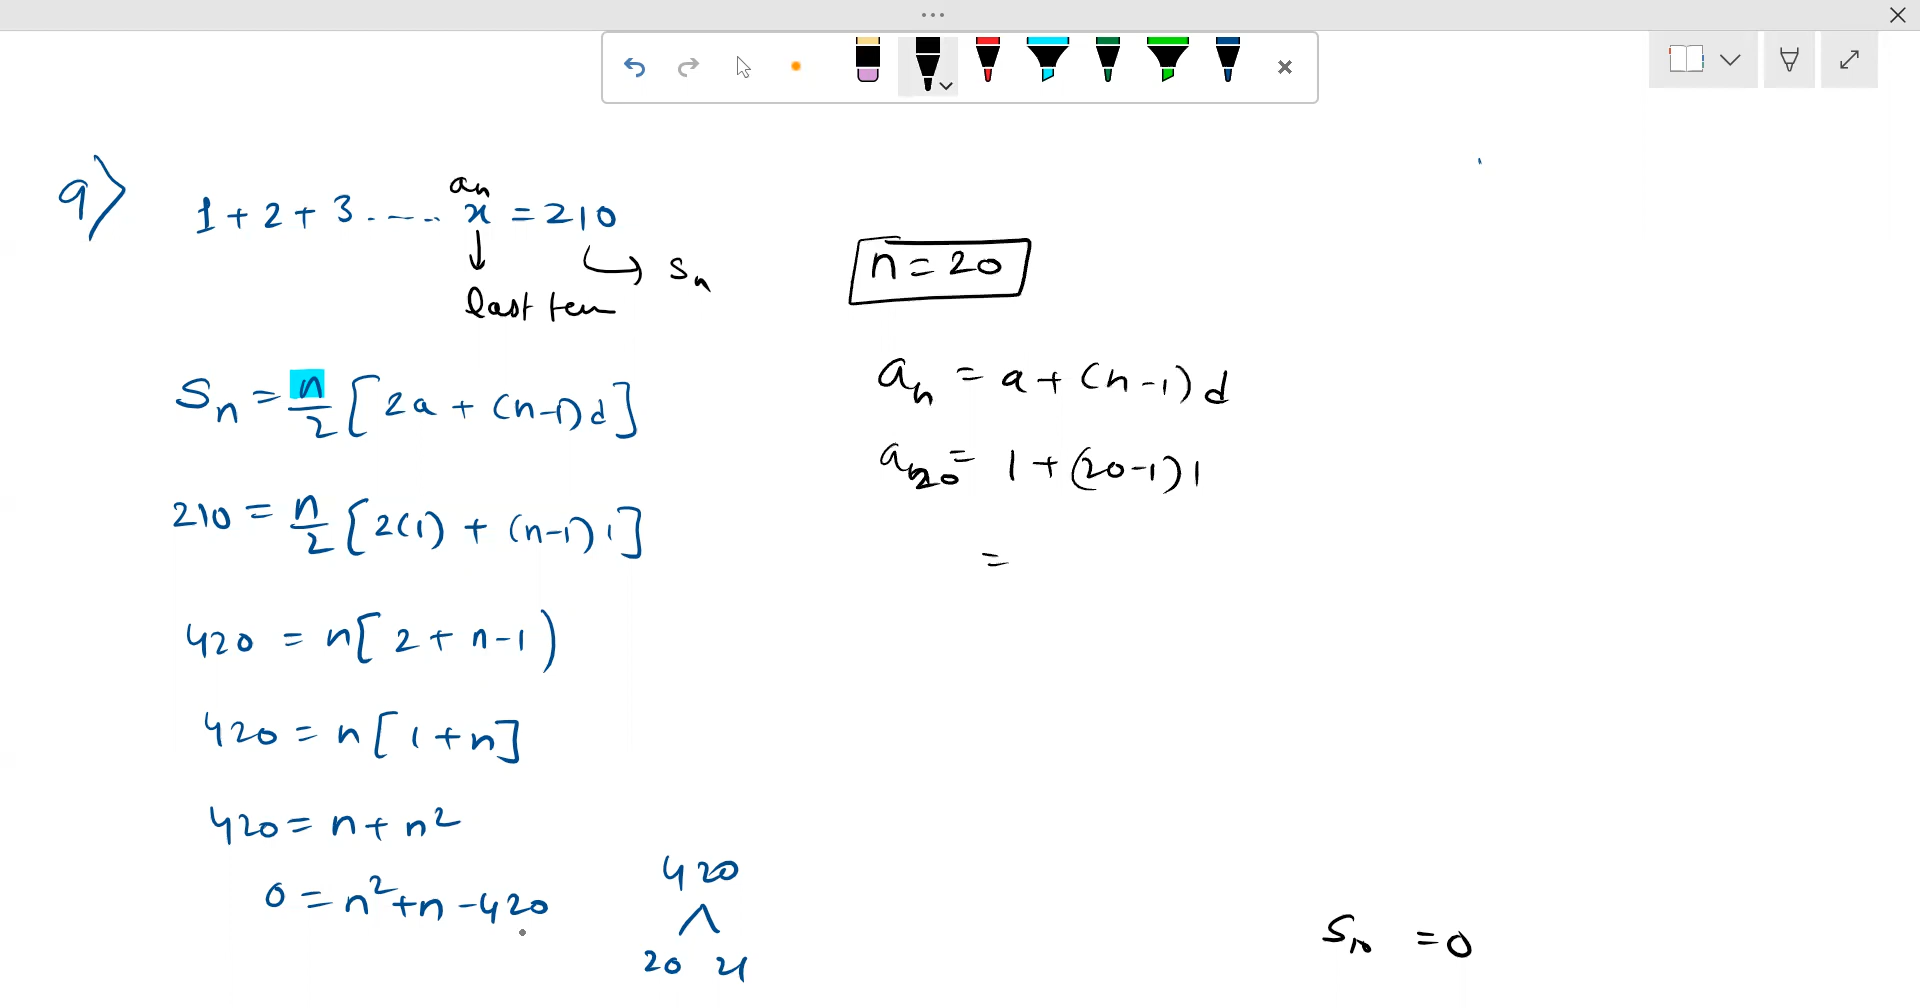 9)
1 + 2 + 3 . - - - .. x = 210
an
last
Sn
Sn = n/2 [ 2a + (n-1)d ]
210 = n/2 [ 2(1) + (n-1) 1 ]
420 = n[ 2 + n - 1 )
420 = n [ 1 + n ]
420 = n + n²
0 = n² + n - 420
420
20 21
n = 20
an = a + (n-1) d
a20 = 1 + (20-1) 1
=
S10 = 0